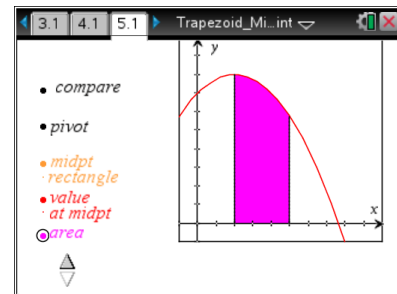 3.1 4.1 5.1 Trapezoid_Mi...int
y
compare
pivot
midpt
rectangle
value
at midpt
x
area